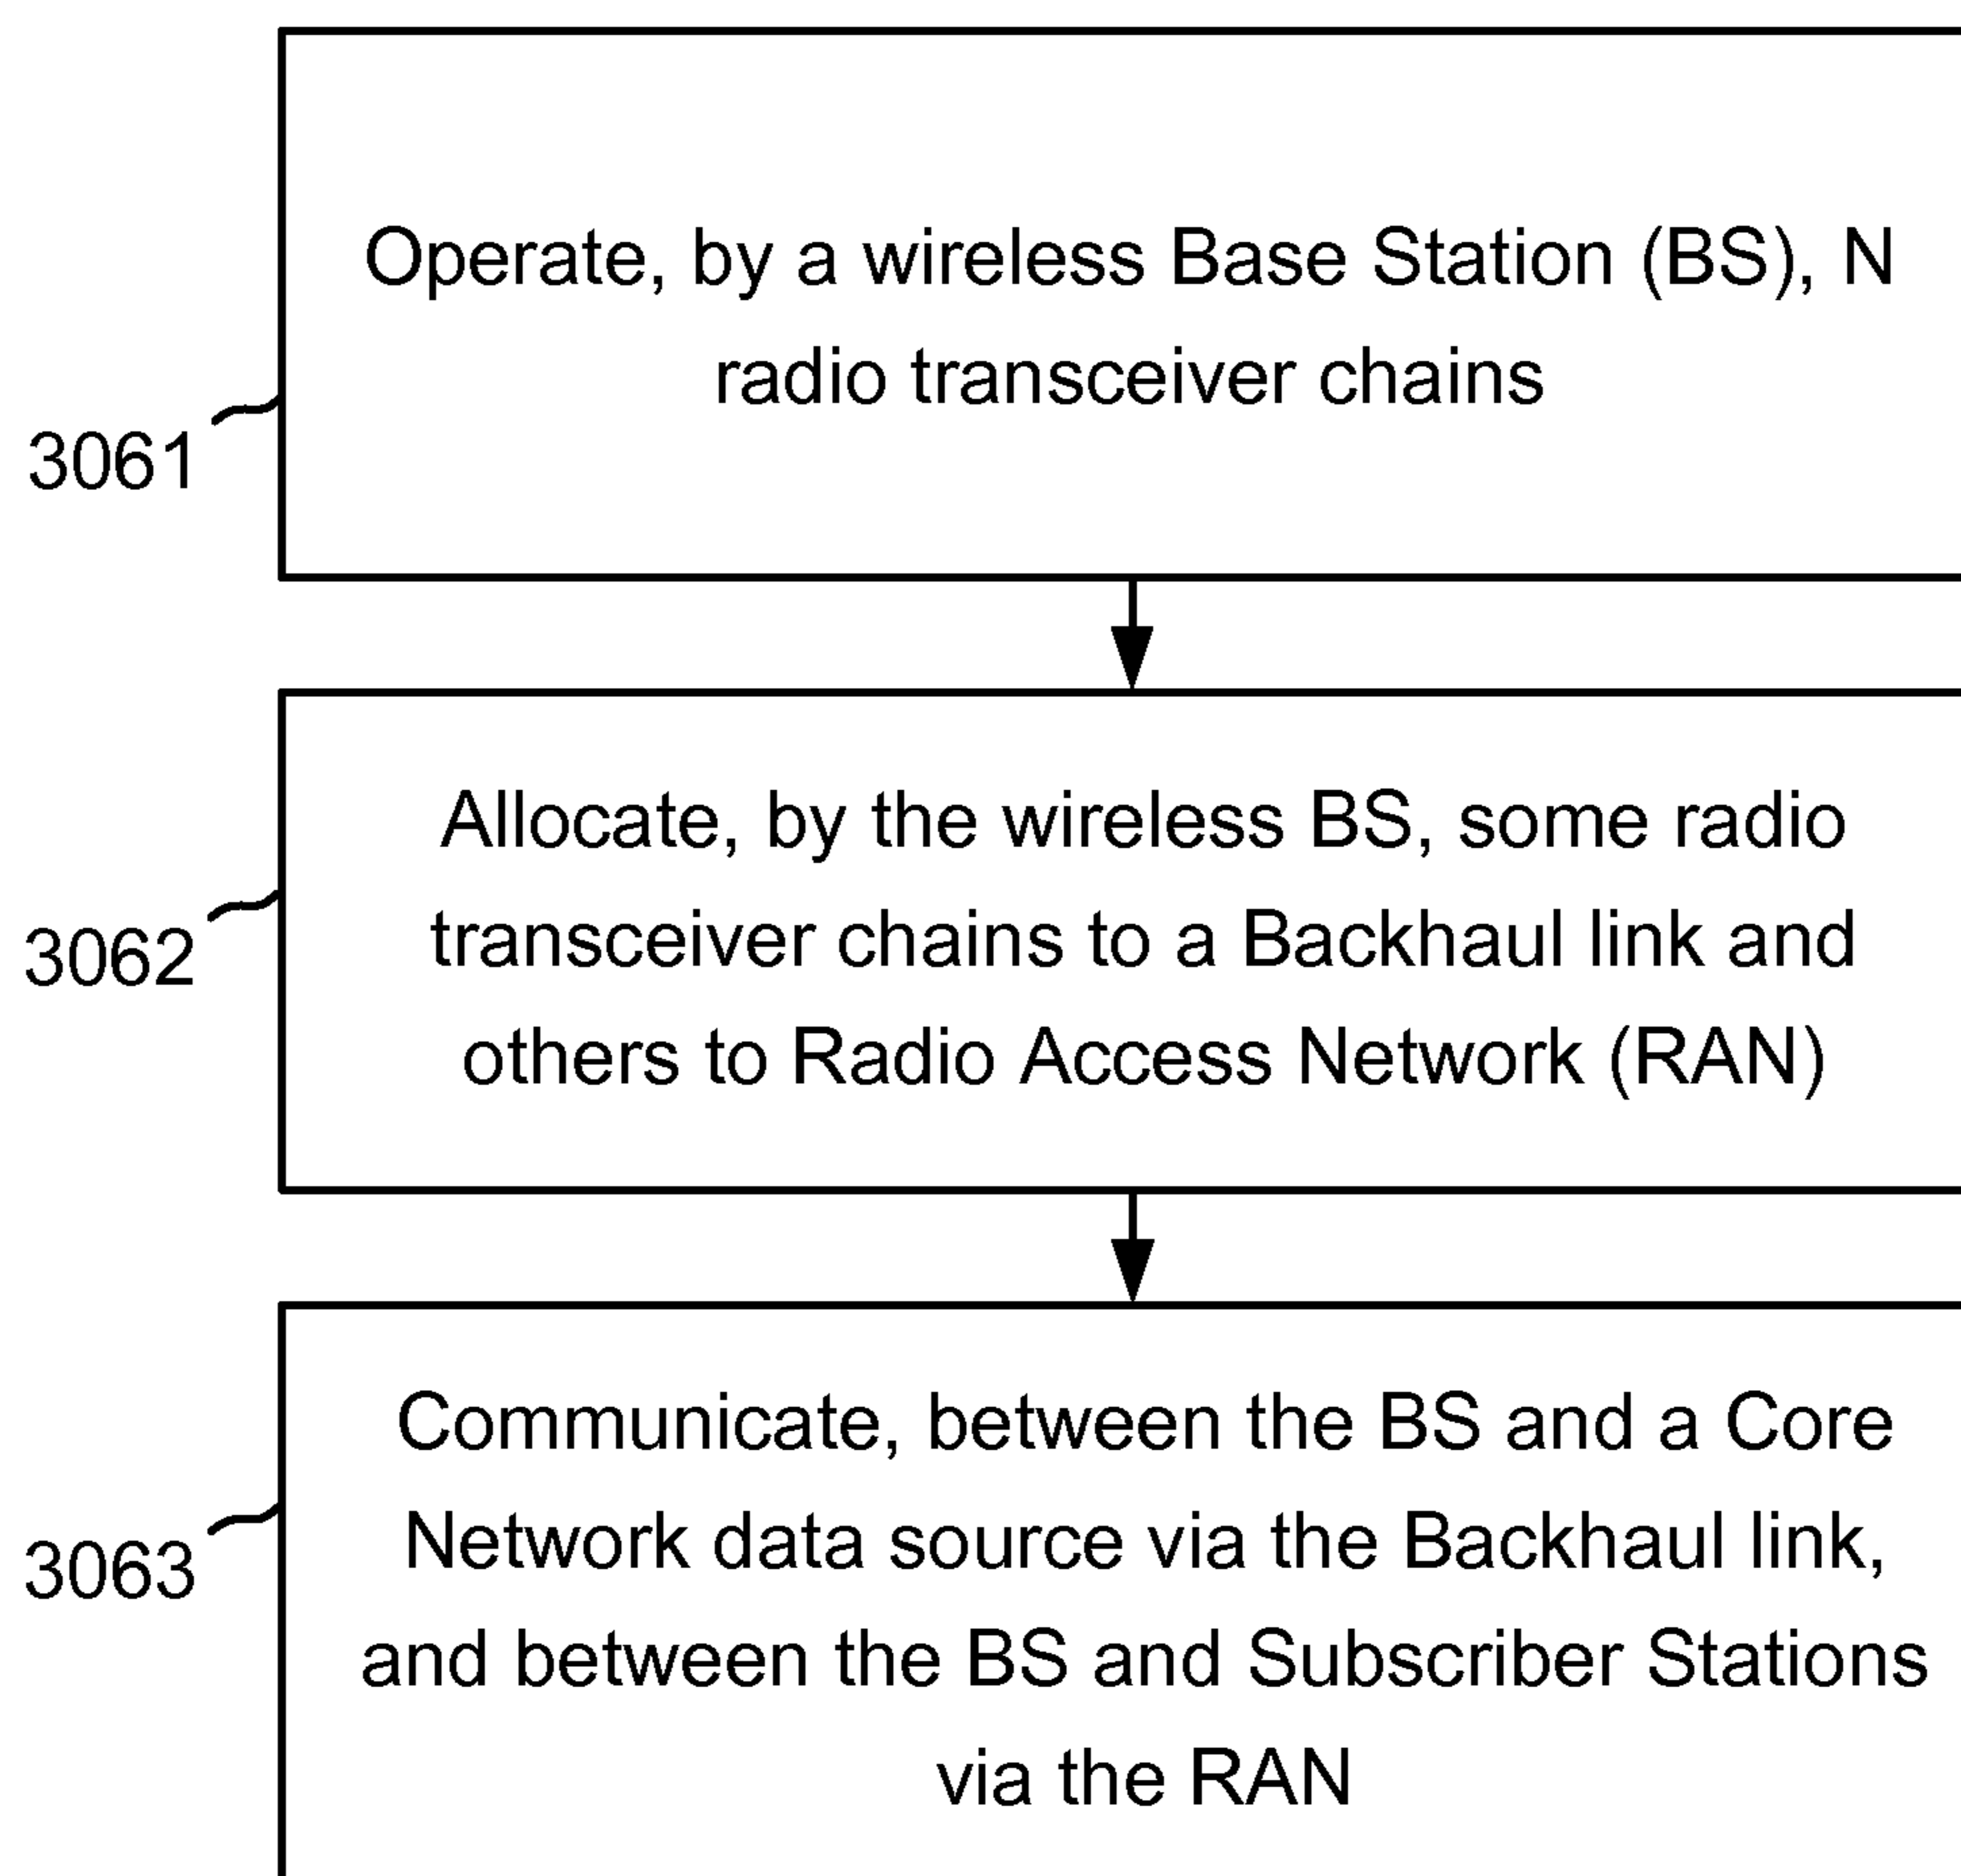 Operate, by a wireless Base Station (BS), N
radio transceiver chains
3061
Allocate, by the wireless BS, some radio
transceiver chains to a Backhaul link and
others to Radio Access Network (RAN)
3062
Communicate, between the BS and a Core
Network data source via the Backhaul link,
and between the BS and Subscriber Stations
via the RAN
3063